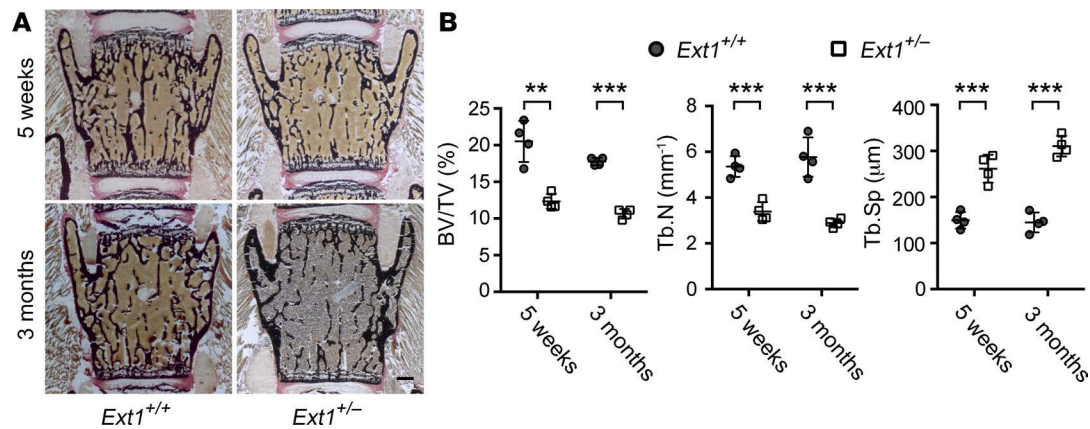 A
5 weeks
3 months
Ext1+/+
Ext1+/–
B
Ext1+/+
Ext1+/–
**
***
BV/TV (%)
25
20
15
10
5
0
5 weeks
3 months
***
***
Tb.N (mm-1)
8
6
4
2
0
5 weeks
3 months
***
***
Tb.Sp (μm)
400
300
200
100
0
5 weeks
3 months